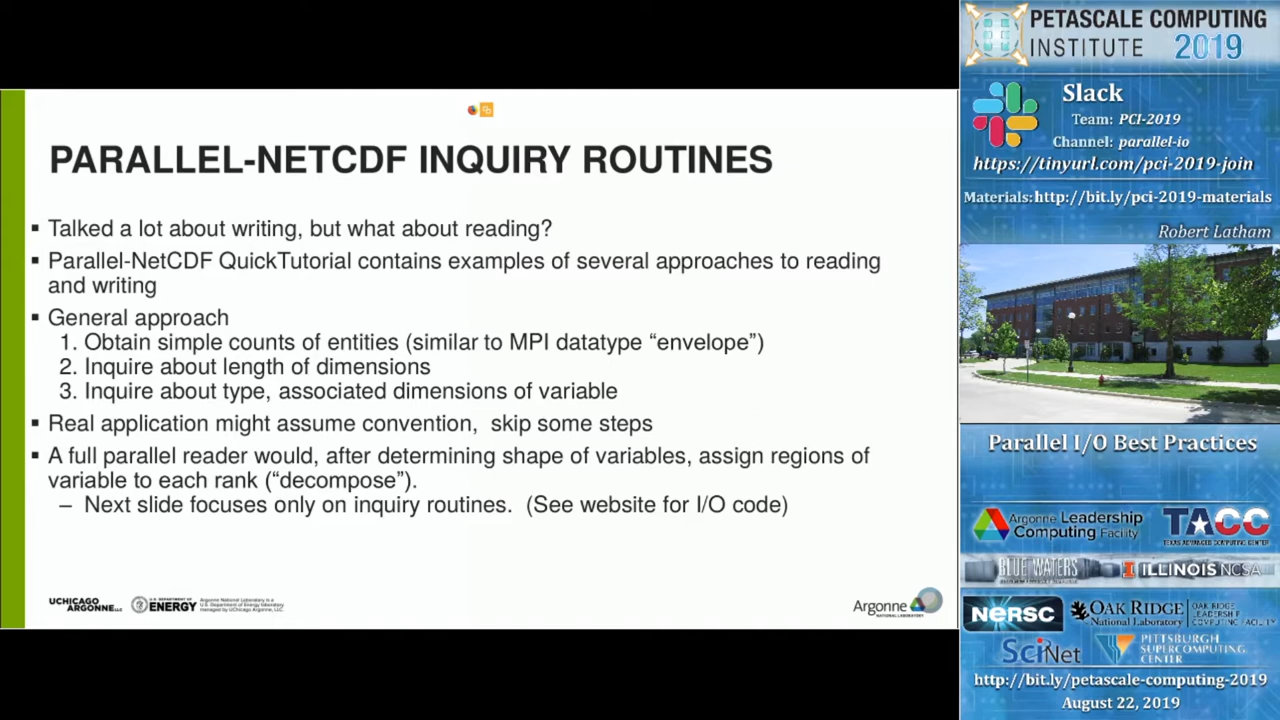 PARALLEL-NETCDF INQUIRY ROUTINES
▪ Talked a lot about writing, but what about reading?
▪ Parallel-NetCDF QuickTutorial contains examples of several approaches to reading
and writing
▪ General approach
1. Obtain simple counts of entities (similar to MPI datatype “envelope”)
2. Inquire about length of dimensions
3. Inquire about type, associated dimensions of variable
▪ Real application might assume convention, skip some steps
▪ A full parallel reader would, after determining shape of variables, assign regions of
variable to each rank (“decompose”).
– Next slide focuses only on inquiry routines. (See website for I/O code)
UCHICAGO
ARGONNE LLC
U.S. DEPARTMENT OF
ENERGY
Argonne National Laboratory is a
U.S. Department of Energy laboratory
managed by UChicago Argonne, LLC.
Argonne
NATIONAL LABORATORY
PETASCALE COMPUTING
INSTITUTE 2019
Slack
Team: PCI-2019
Channel: parallel-io
https://tinyurl.com/pci-2019-join
Materials: http://bit.ly/pci-2019-materials
Robert Latham
Parallel I/O Best Practices
Argonne Leadership
Computing Facility
TACC
TEXAS ADVANCED COMPUTING CENTER
BLUE WATERS
ILLINOIS NCSA
NERSC
OAK RIDGE
National Laboratory
OAK RIDGE
LEADERSHIP
COMPUTING FACILITY
SciNet
PITTSBURGH
SUPERCOMPUTING
CENTER
http://bit.ly/petascale-computing-2019
August 22, 2019